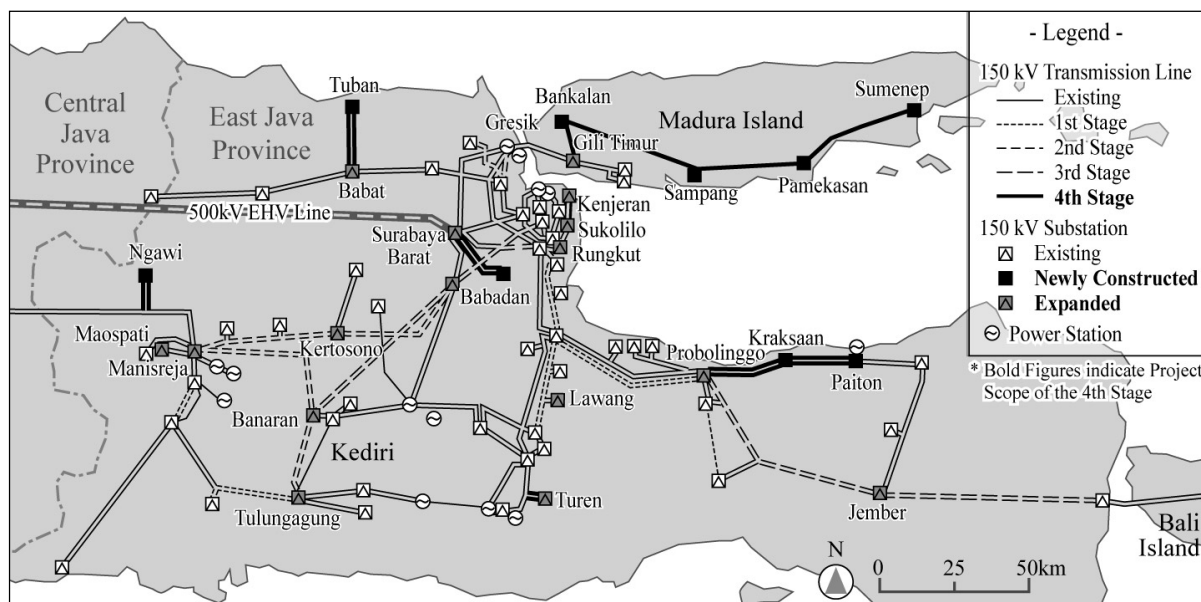 Central
Java
Province
East Java
Province
Tuban
Babat
500kV EHV Line
Gresik
Bankalan
Gili Timur
Madura Island
Sumenep
Sampang
Pamekasan
Kenjeran
Sukolilo
Rungkut
Surabaya
Barat
Babadan
Ngawi
Maospati
Manisreja
Kertosono
Banaran
Kediri
Tulungagung
Lawang
Turen
Probolinggo
Kraksaan
Paiton
Jember
Bali
Island
N
0 25 50km
- Legend -
150 kV Transmission Line
Existing
1st Stage
2nd Stage
3rd Stage
4th Stage
150 kV Substation
Existing
Newly Constructed
Expanded
Power Station
* Bold Figures indicate Project
Scope of the 4th Stage